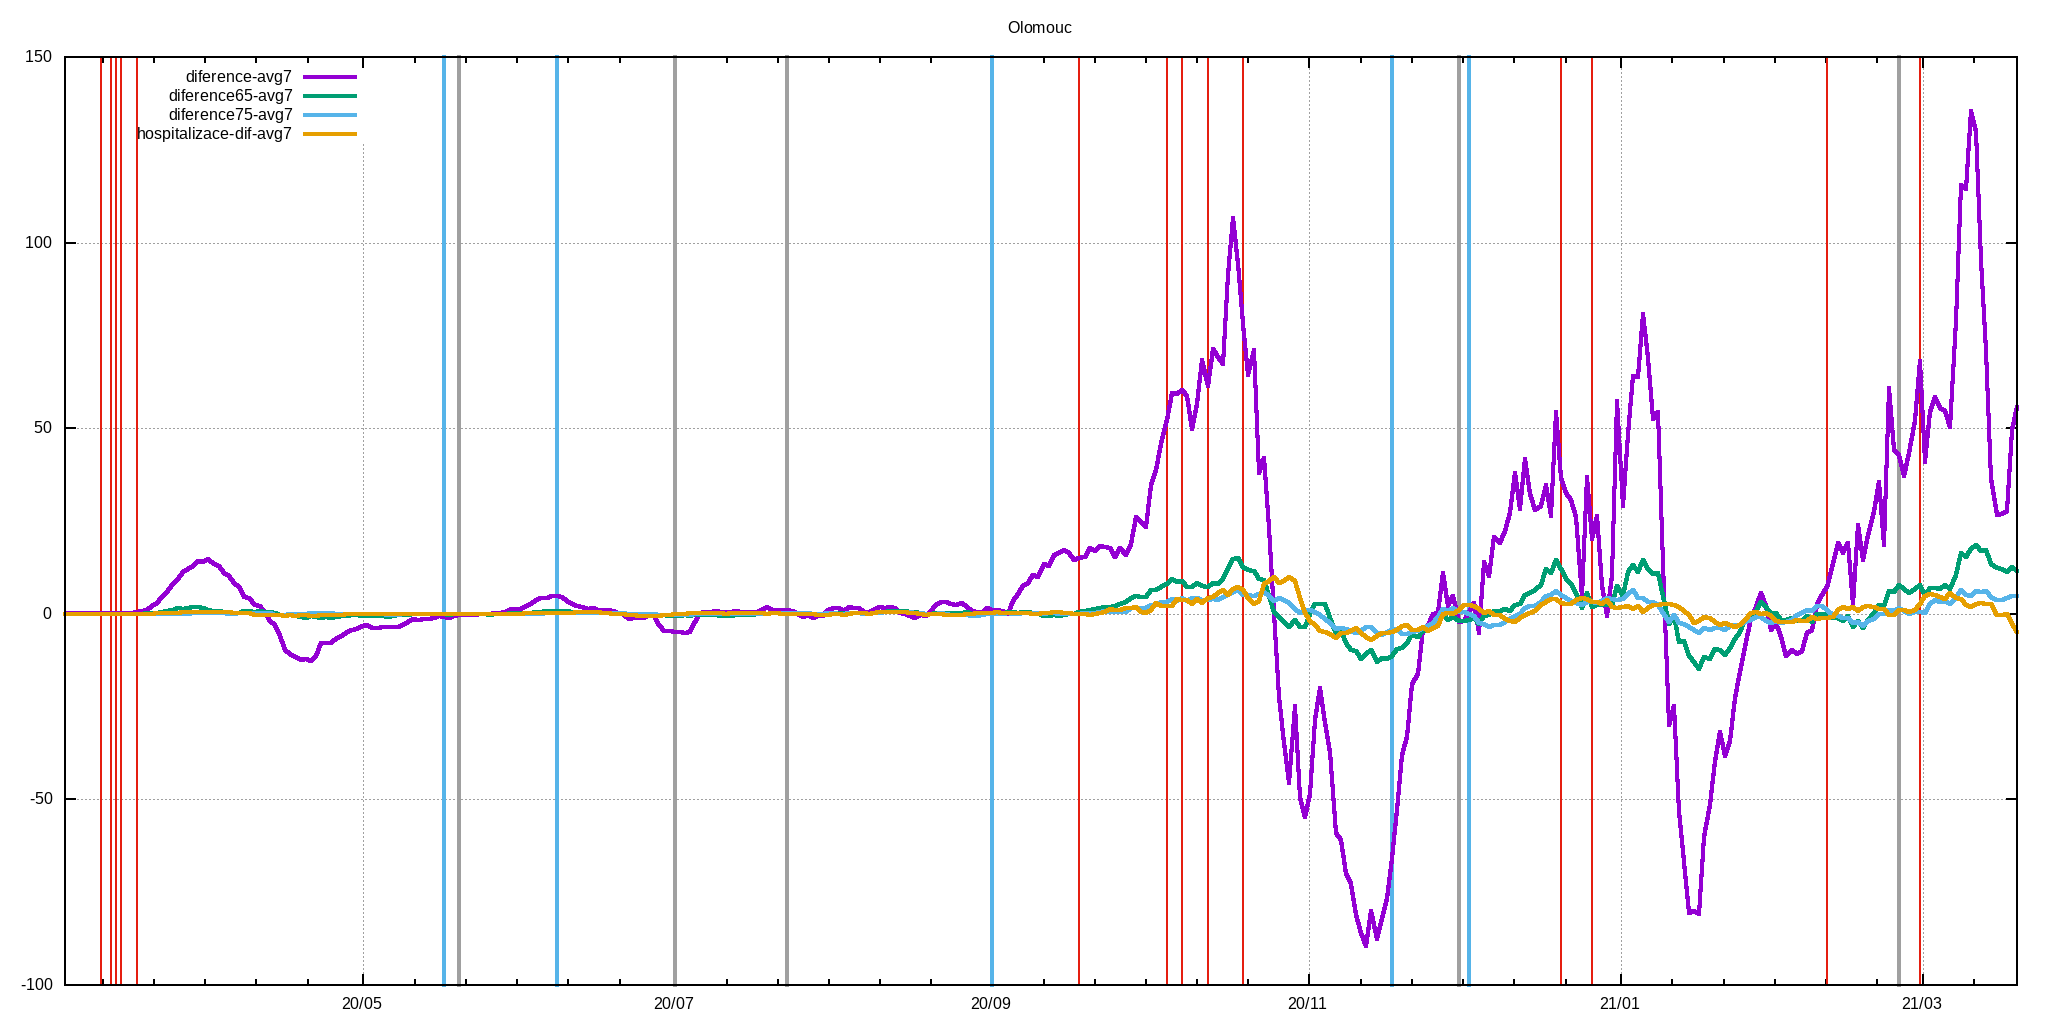 Olomouc
150
diference-avg7
diference65-avg7
diference75-avg7
hospitalizace-dif-avg7
100
50
0
-50
-100
20/05 20/07 20/09 20/11 21/01 21/03